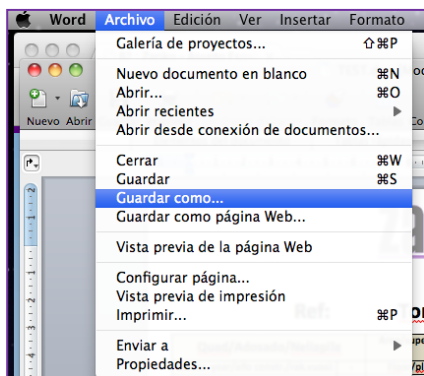 Word Archivo Edición Ver Insertar Formato
Galería de proyectos... ⇧⌘P
Nuevo documento en blanco ⌘N
Abrir... ⌘O
Abrir recientes ▶
Abrir desde conexión de documentos...
Nuevo Abrir
Cerrar ⌘W
Guardar ⌘S
Guardar como...
Guardar como página Web...
Vista previa de la página Web
Configurar página...
Vista previa de impresión
Ref:
Imprimir... ⌘P
Enviar a ▶
Propiedades...